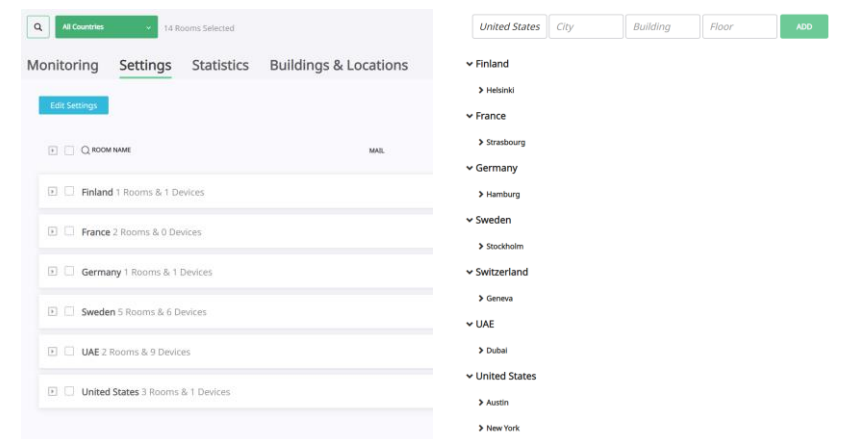 All Countries
14 Rooms Selected
Monitoring Settings Statistics Buildings & Locations
Edit Settings
ROOM NAME MAIL
Finland 1 Rooms & 1 Devices
France 2 Rooms & 0 Devices
Germany 1 Rooms & 1 Devices
Sweden 5 Rooms & 6 Devices
UAE 2 Rooms & 9 Devices
United States 3 Rooms & 1 Devices
United States City Building Floor ADD
Finland
Helsinki
France
Strasbourg
Germany
Hamburg
Sweden
Stockholm
Switzerland
Geneva
UAE
Dubai
United States
Austin
New York